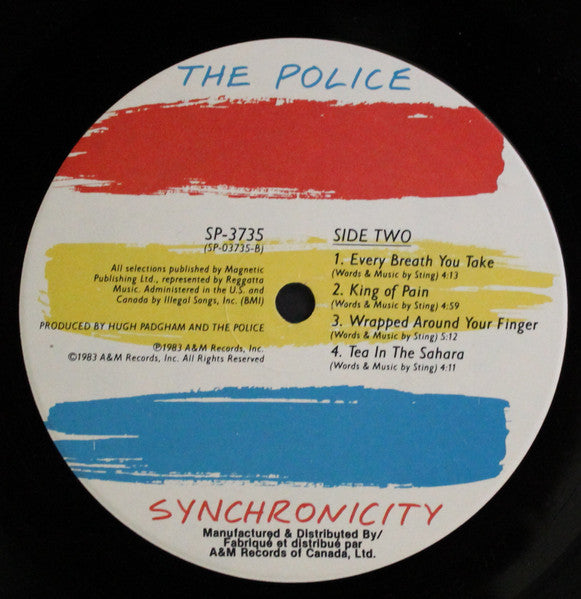 THE POLICE
SP-3735
(SP-03735-B)
All selections published by Magnetic
Publishing Ltd., represented by Reggatta
Music. Administered in the U.S. and
Canada by Illegal Songs, Inc. (BMI)
PRODUCED BY HUGH PADGHAM AND THE POLICE
℗1983 A&M Records, Inc.
©1983 A&M Records, Inc. All Rights Reserved
SIDE TWO
1. Every Breath You Take
(Words & Music by Sting) 4:13
2. King of Pain
(Words & Music by Sting) 4:59
3. Wrapped Around Your Finger
(Words & Music by Sting) 5:12
4. Tea In The Sahara
(Words & Music by Sting) 4:11
SYNCHRONICITY
Manufactured & Distributed By/
Fabriqué et distribué par
A&M Records of Canada, Ltd.